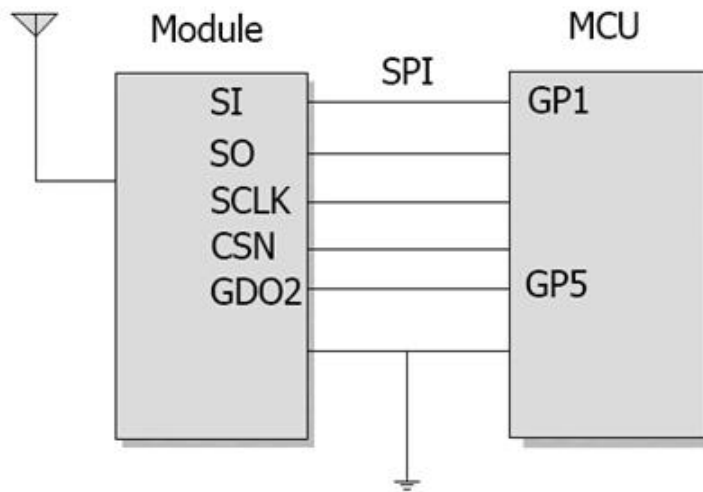 Module
MCU
SPI
SI
GP1
SO
SCLK
CSN
GDO2
GP5